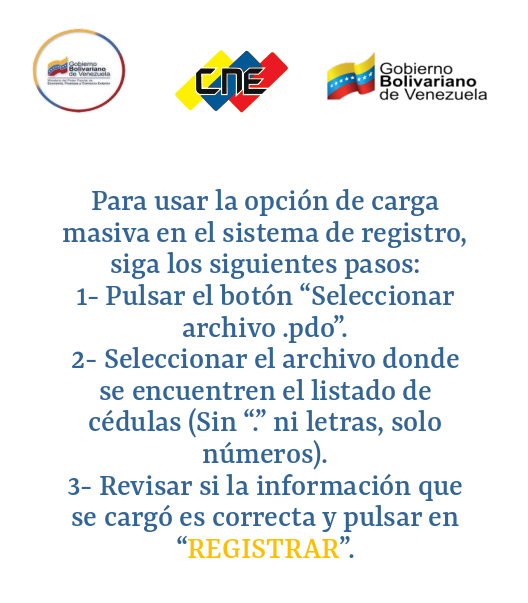 Gobierno
Bolivariano
de Venezuela
CNE
Gobierno
Bolivariano
de Venezuela
Para usar la opción de carga
masiva en el sistema de registro,
siga los siguientes pasos:
1- Pulsar el botón “Seleccionar
archivo .pdo”.
2- Seleccionar el archivo donde
se encuentren el listado de
cédulas (Sin “.” ni letras, solo
números).
3- Revisar si la información que
se cargó es correcta y pulsar en
“REGISTRAR”.